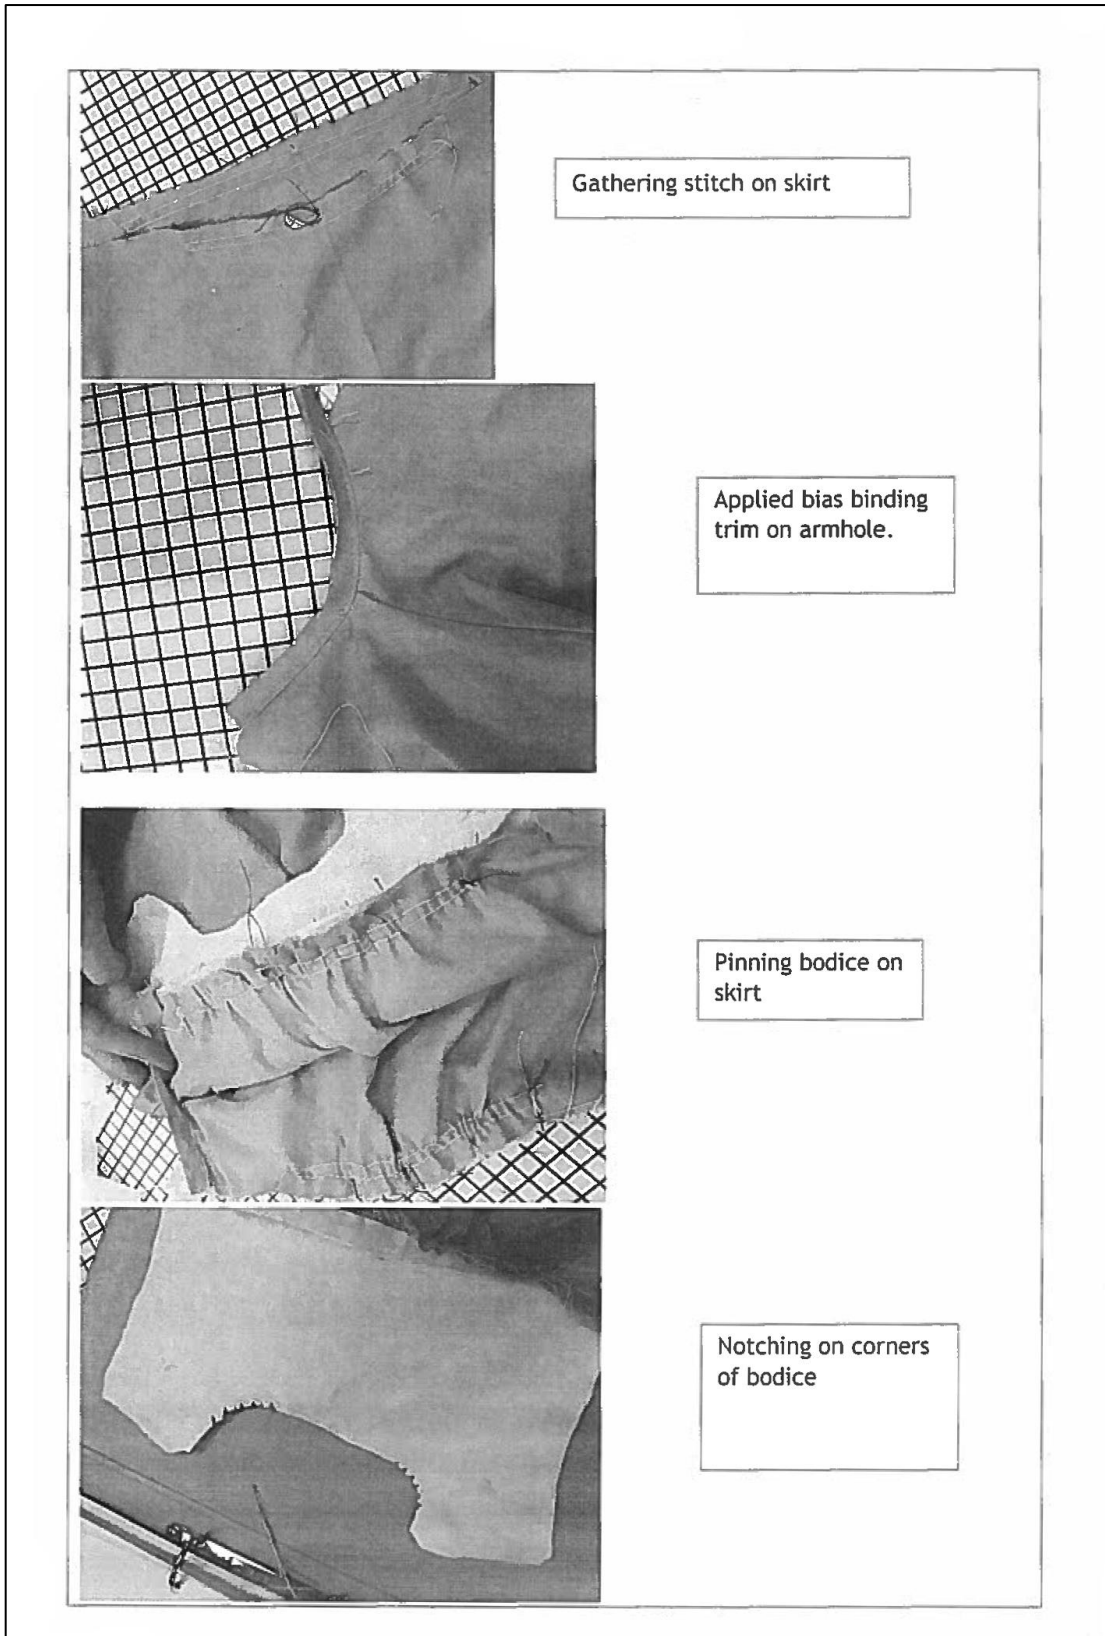 Gathering stitch on skirt
Applied bias binding
trim on armhole.
Pinning bodice on
skirt
Notching on corners
of bodice